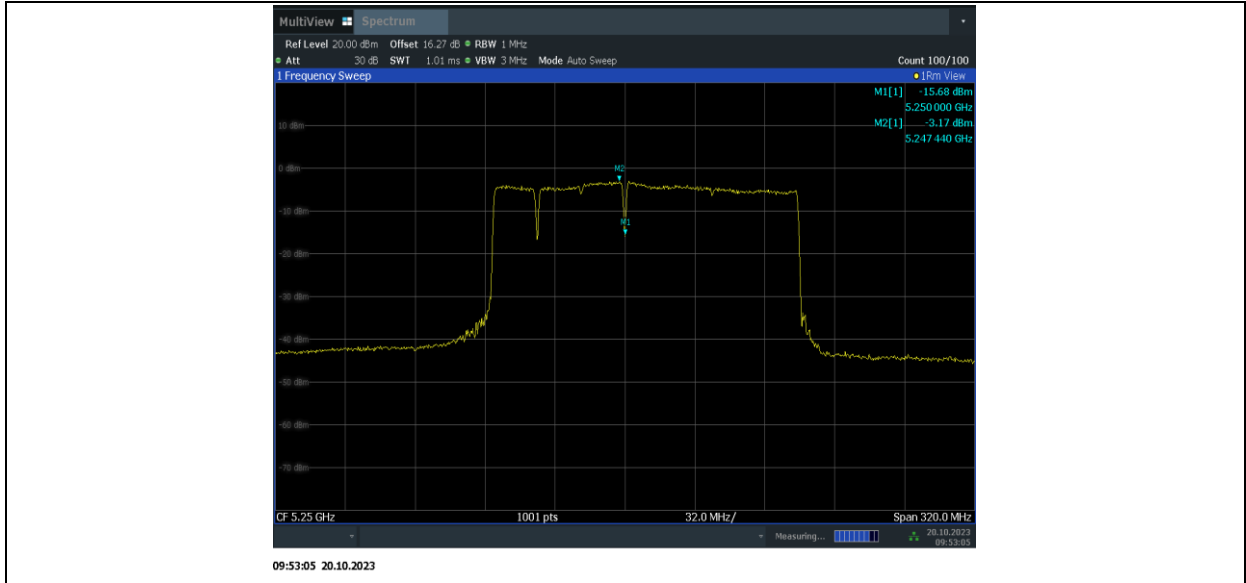 MultiView Spectrum
Ref Level 20.00 dBm Offset 16.27 dB RBW 1 MHz
Att 30 dB SWT 1.01 ms VBW 3 MHz Mode Auto Sweep Count 100/100
1 Frequency Sweep 1Rm View
M1[1] -15.68 dBm
5.250 000 GHz
M2[1] -3.17 dBm
5.247 440 GHz
10 dBm
0 dBm
M2
-10 dBm
M1
-20 dBm
-30 dBm
-40 dBm
-50 dBm
-60 dBm
-70 dBm
CF 5.25 GHz 1001 pts 32.0 MHz/ Span 320.0 MHz
Measuring... 20.10.2023
09:53:05
09:53:05 20.10.2023